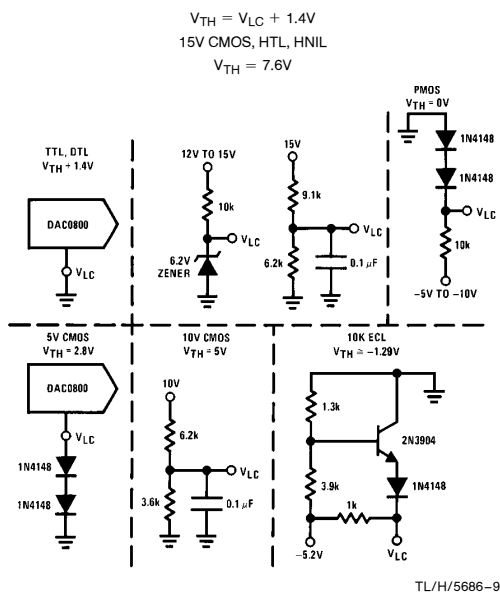 VTH = VLC + 1.4V
15V CMOS, HTL, HNIL
VTH = 7.6V
TTL, DTL
VTH + 1.4V
DAC0800
VLC
12V TO 15V
10k
VLC
6.2V
ZENER
15V
9.1k
VLC
6.2k
0.1 μF
PMOS
VTH = 0V
1N4148
1N4148
VLC
10k
−5V TO −10V
5V CMOS
VTH = 2.8V
DAC0800
VLC
1N4148
1N4148
10V CMOS
VTH = 5V
10V
6.2k
VLC
3.6k
0.1 μF
10K ECL
VTH ≅ −1.29V
1.3k
2N3904
3.9k
1N4148
1k
−5.2V
VLC
TL/H/5686–9